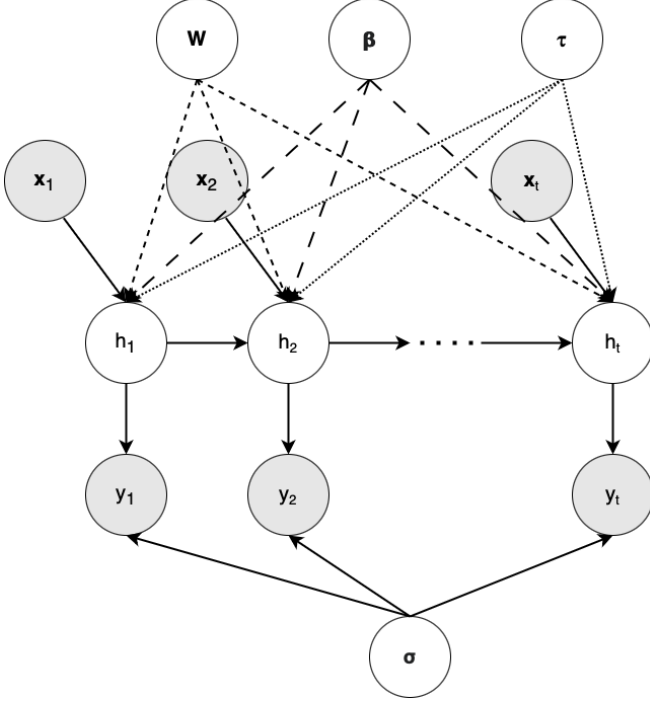 W β τ
x₁ x₂ xₜ
h₁ h₂ .... hₜ
y₁ y₂ yₜ
σ